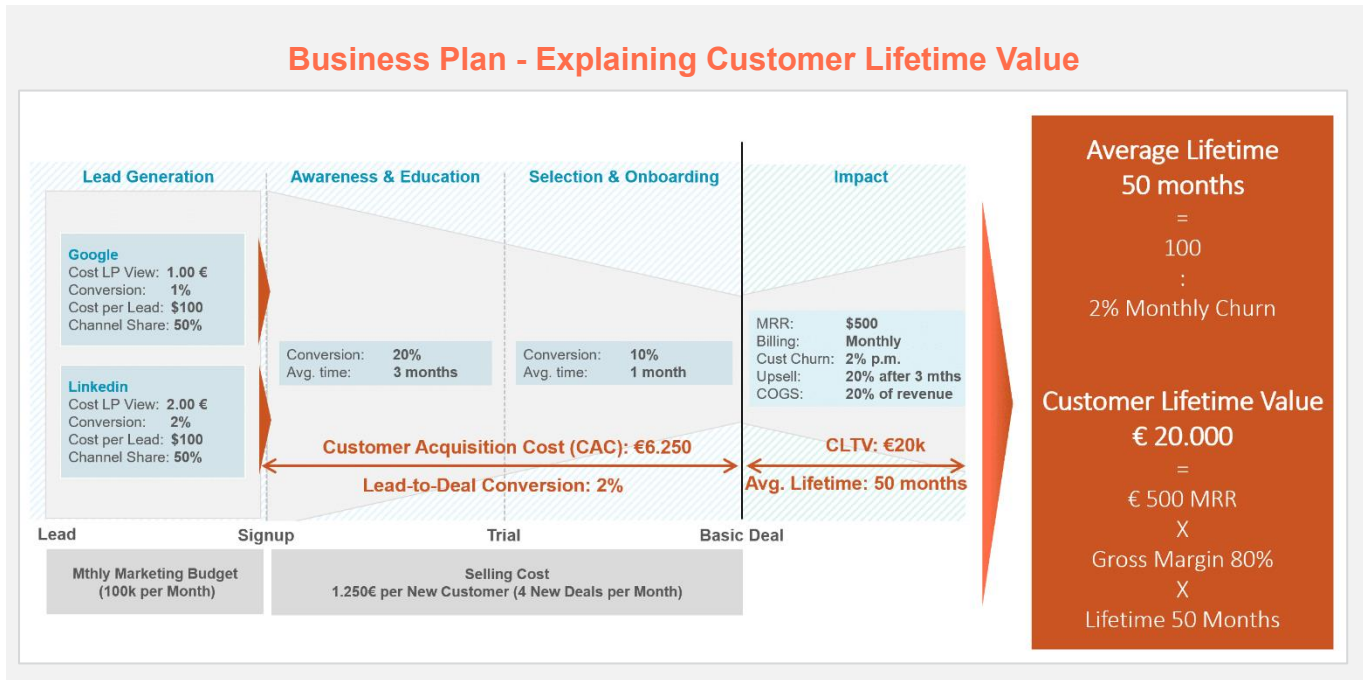 Business Plan - Explaining Customer Lifetime Value
Lead Generation
Awareness & Education
Selection & Onboarding
Impact
Google
Cost LP View: 1.00 €
Conversion: 1%
Cost per Lead: $100
Channel Share: 50%
Linkedin
Cost LP View: 2.00 €
Conversion: 2%
Cost per Lead: $100
Channel Share: 50%
Conversion: 20%
Avg. time: 3 months
Conversion: 10%
Avg. time: 1 month
MRR: $500
Billing: Monthly
Cust Churn: 2% p.m.
Upsell: 20% after 3 mths
COGS: 20% of revenue
Customer Acquisition Cost (CAC): €6.250
Lead-to-Deal Conversion: 2%
CLTV: €20k
Avg. Lifetime: 50 months
Lead
Signup
Trial
Basic Deal
Mthly Marketing Budget
(100k per Month)
Selling Cost
1.250€ per New Customer (4 New Deals per Month)
Average Lifetime
50 months
=
100
:
2% Monthly Churn
Customer Lifetime Value
€ 20.000
=
€ 500 MRR
X
Gross Margin 80%
X
Lifetime 50 Months